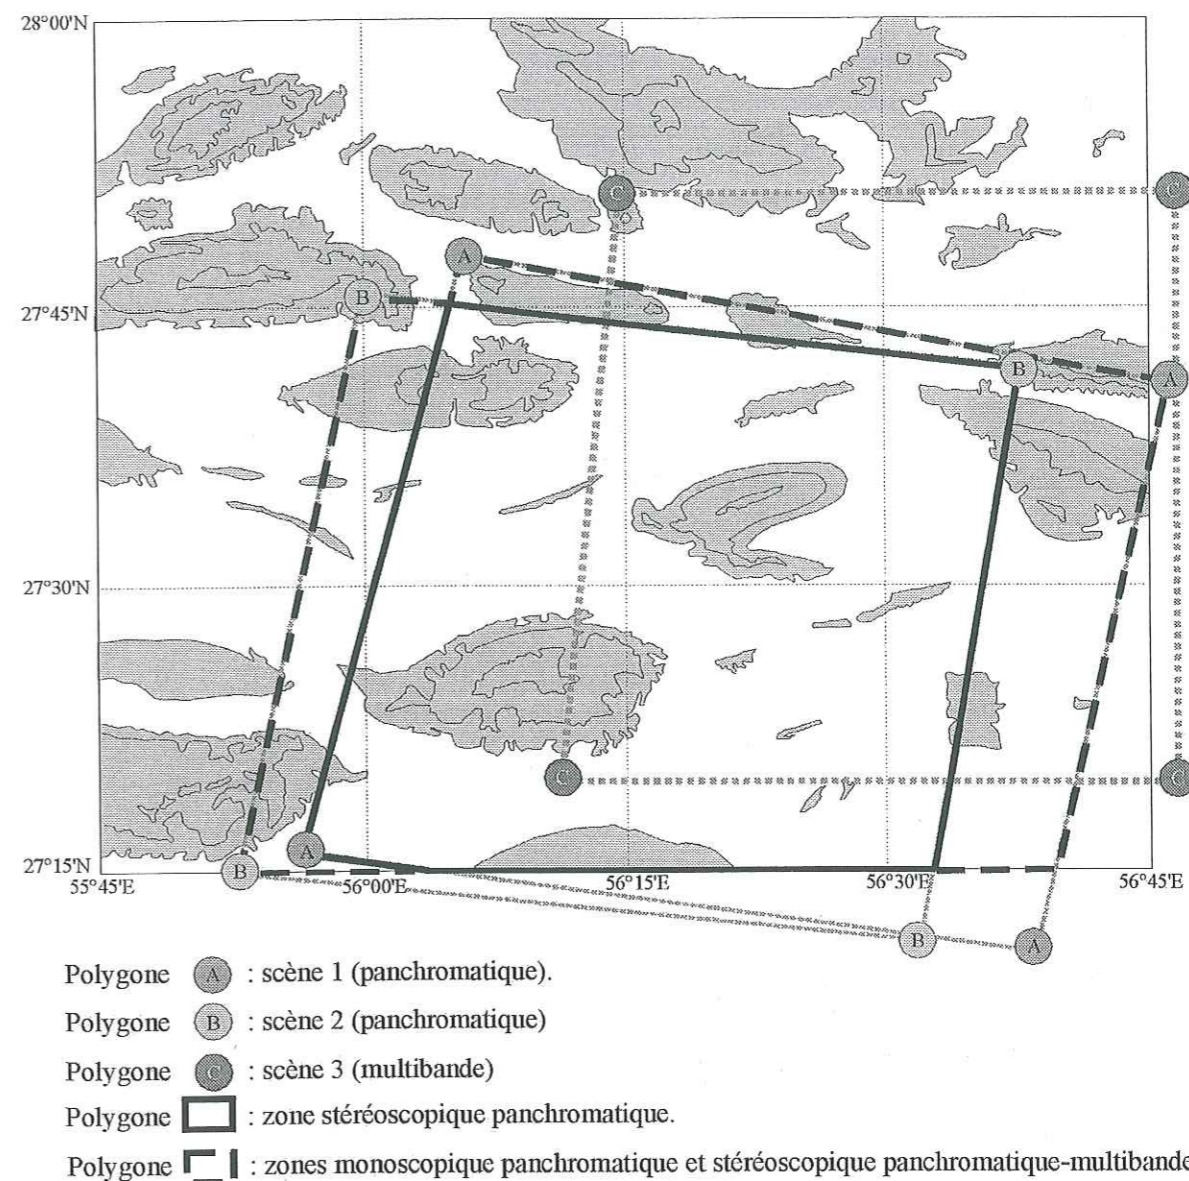 28°00'N
C
C
A
B
27°45'N
B
A
27°30'N
C
C
A
27°15'N
B
55°45'E
56°00'E
56°15'E
56°30'E
56°45'E
B
A
Polygone A : scène 1 (panchromatique).
Polygone B : scène 2 (panchromatique)
Polygone C : scène 3 (multibande)
Polygone : zone stéréoscopique panchromatique.
Polygone : zones monoscopique panchromatique et stéréoscopique panchromatique-multibande